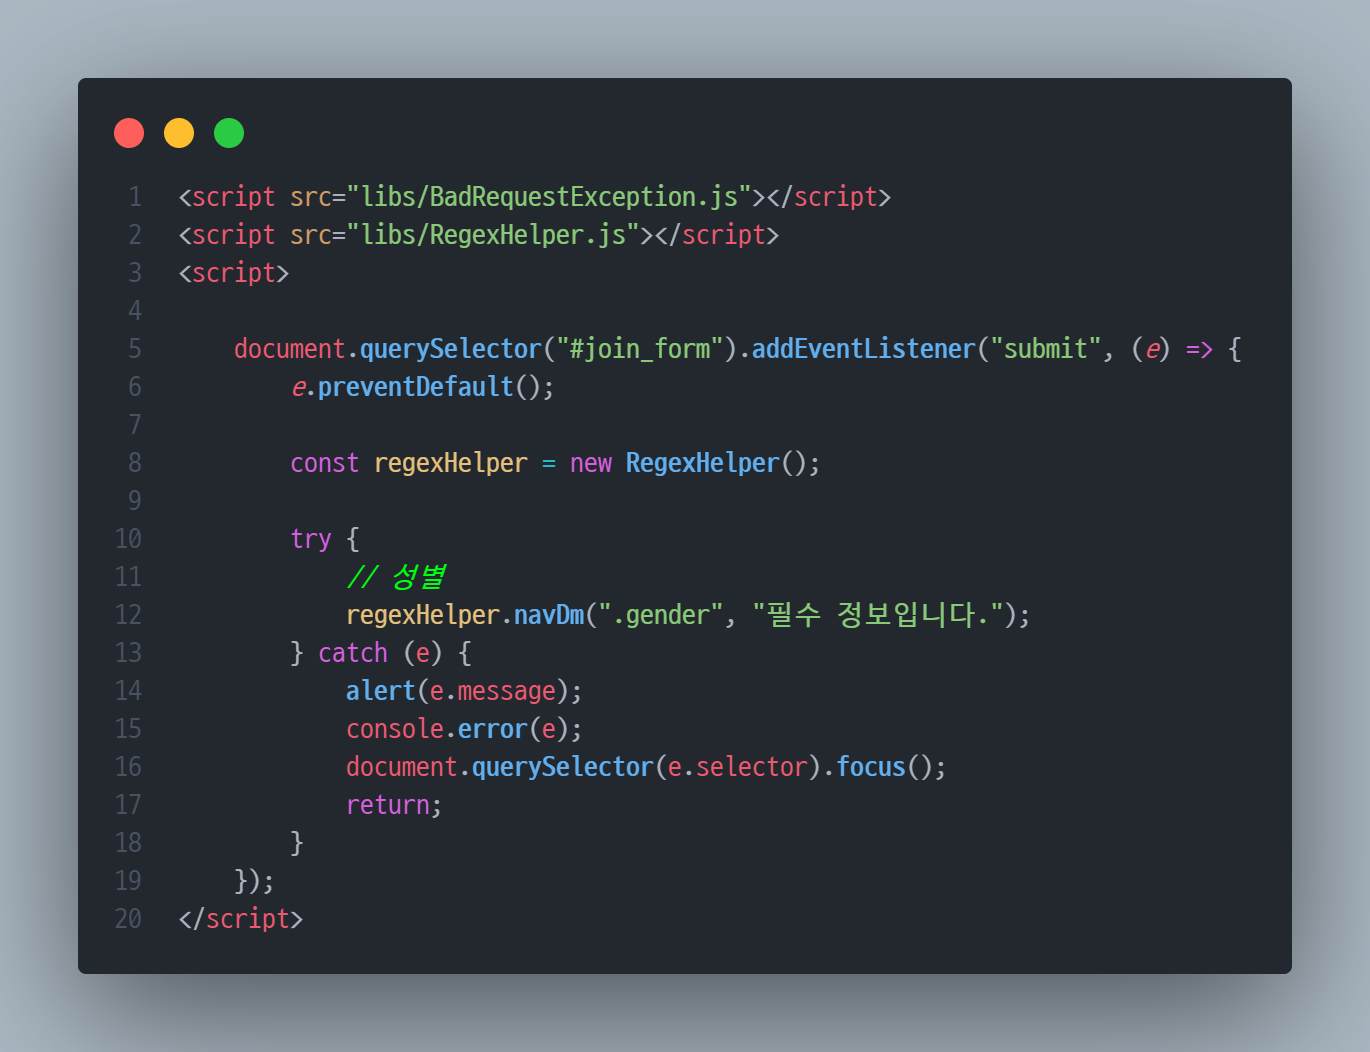 1 <script src="libs/BadRequestException.js"></script>
2 <script src="libs/RegexHelper.js"></script>
3 <script>
4
5     document.querySelector("#join_form").addEventListener("submit", (e) => {
6         e.preventDefault();
7
8         const regexHelper = new RegexHelper();
9
10         try {
11             // 성별
12             regexHelper.navDm(".gender", "필수 정보입니다.");
13         } catch (e) {
14             alert(e.message);
15             console.error(e);
16             document.querySelector(e.selector).focus();
17             return;
18         }
19     });
20 </script>